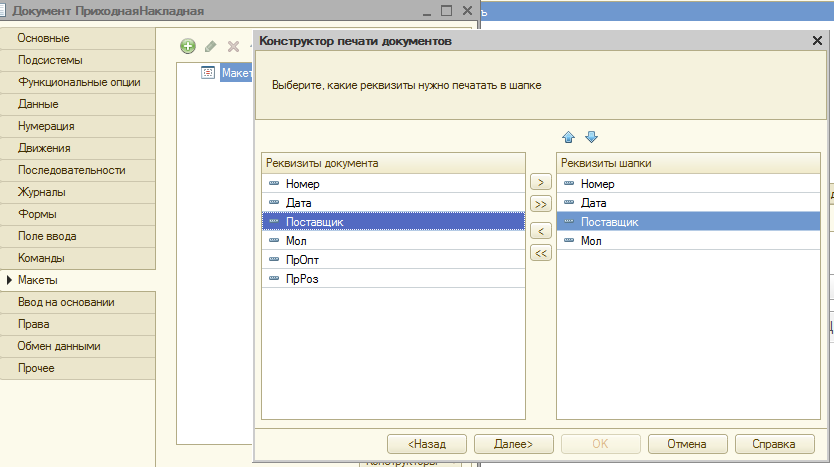 Документ ПриходнаяНакладная
Основные
Подсистемы
Функциональные опции
Данные
Нумерация
Движения
Последовательности
Журналы
Формы
Поле ввода
Команды
Макеты
Ввод на основании
Права
Обмен данными
Прочее
Макеты
Конструктор печати документов
Выберите, какие реквизиты нужно печатать в шапке
Реквизиты документа
Номер
Дата
Поставщик
Мол
ПрОпт
ПрРоз
>
>>
<
<<
Реквизиты шапки
Номер
Дата
Поставщик
Мол
<Назад
Далее>
OK
Отмена
Справка
Конструкторы